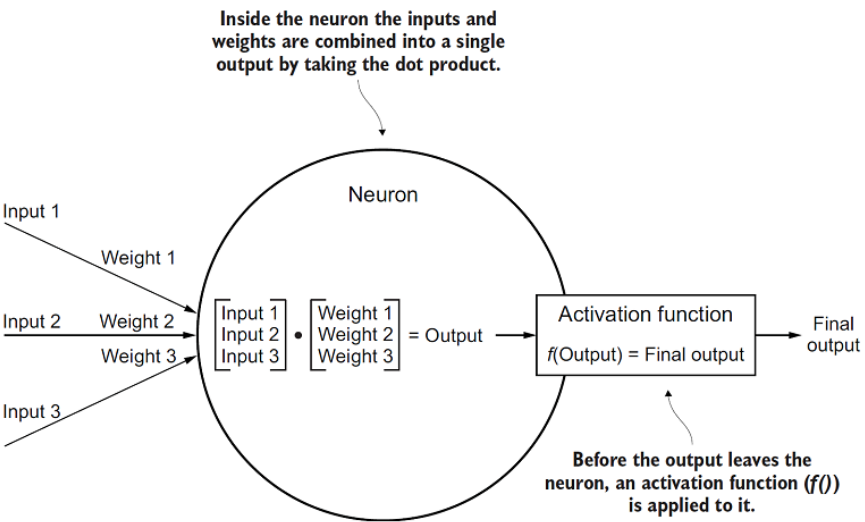 Inside the neuron the inputs and
weights are combined into a single
output by taking the dot product.
Neuron
Input 1
Weight 1
Input 2
Weight 2
Weight 3
Input 3
Input 1
Input 2
Input 3
•
Weight 1
Weight 2
Weight 3
= Output
Activation function
f(Output) = Final output
Final
output
Before the output leaves the
neuron, an activation function (f())
is applied to it.